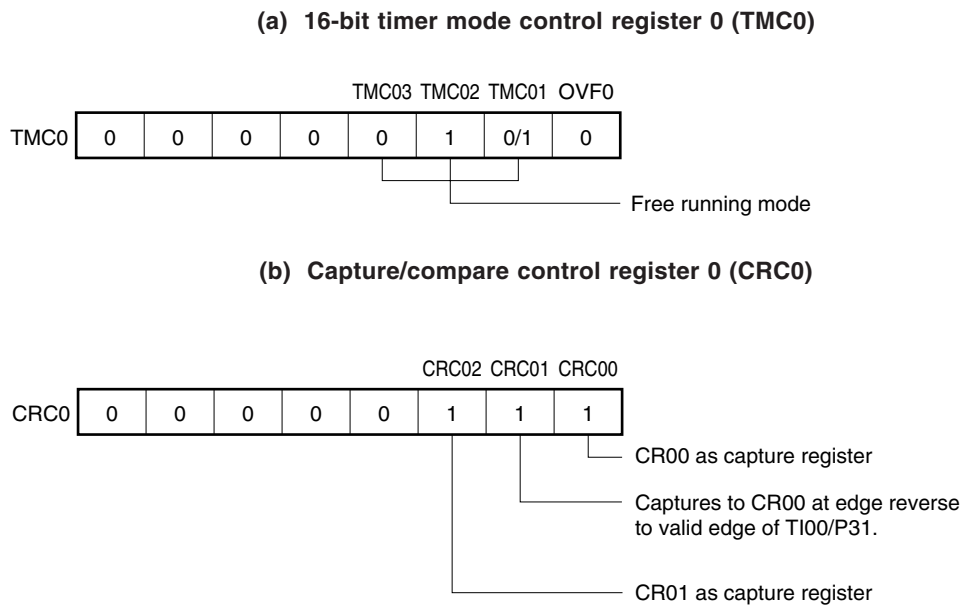 (a) 16-bit timer mode control register 0 (TMC0)
TMC03 TMC02 TMC01 OVF0
TMC0 0 0 0 0 0 1 0/1 0
Free running mode
(b) Capture/compare control register 0 (CRC0)
CRC02 CRC01 CRC00
CRC0 0 0 0 0 0 1 1 1
CR00 as capture register
Captures to CR00 at edge reverse
to valid edge of TI00/P31.
CR01 as capture register